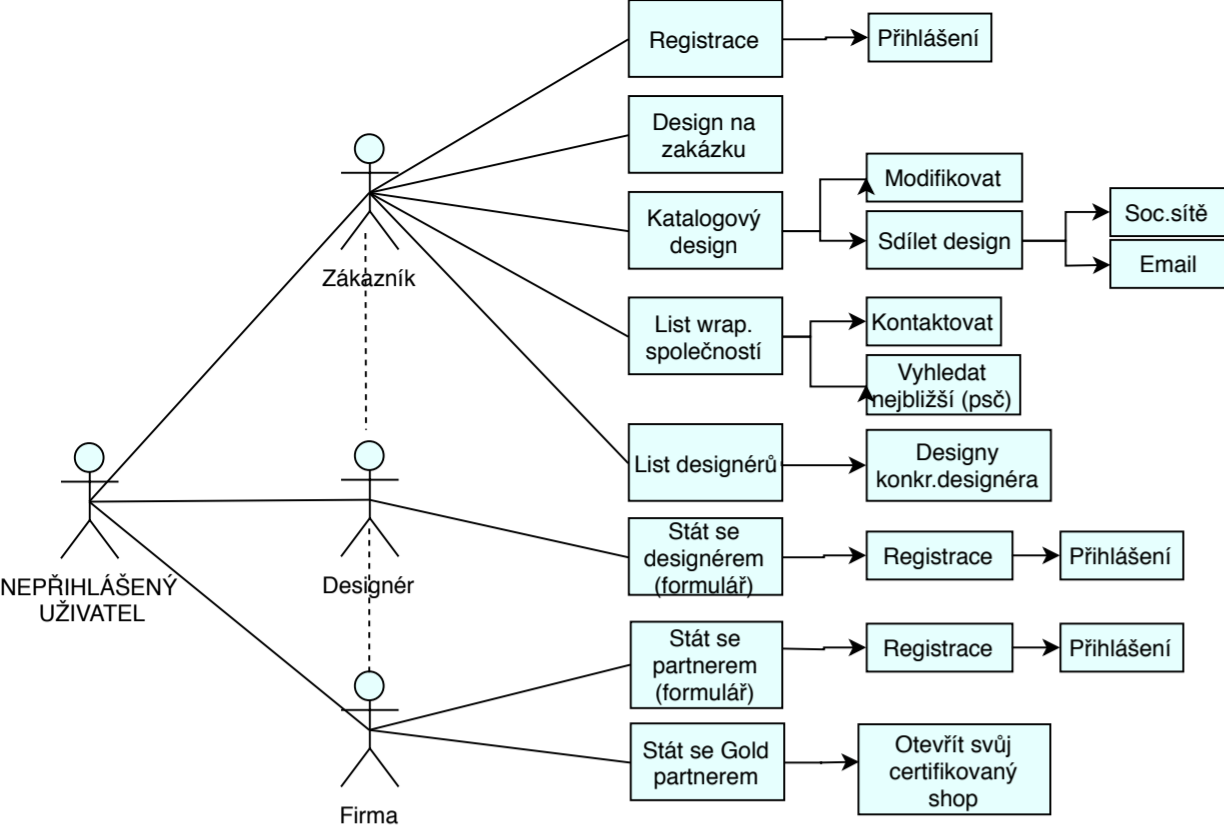 Registrace
Přihlášení
Design na
zakázku
Modifikovat
Katalogový
design
Sdílet design
Soc.sítě
Email
Zákazník
List wrap.
společností
Kontaktovat
Vyhledat
nejbližší (psč)
List designérů
Designy
konkr.designéra
NEPŘIHLÁŠENÝ
UŽIVATEL
Designér
Stát se
designérem
(formulář)
Registrace
Přihlášení
Stát se
partnerem
(formulář)
Registrace
Přihlášení
Stát se Gold
partnerem
Otevřít svůj
certifikovaný
shop
Firma